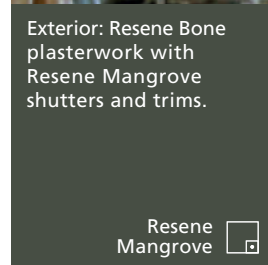 Exterior: Resene Bone
plasterwork with
Resene Mangrove
shutters and trims.
Resene
Mangrove